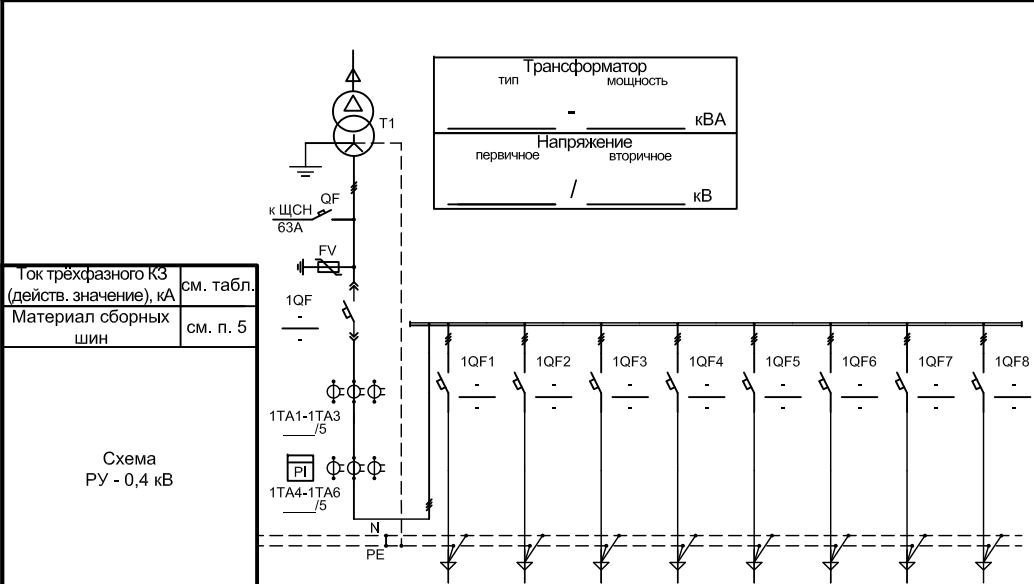 Трансформатор
тип мощность
- кВА
Напряжение
первичное вторичное
/ кВ
T1
QF
к ЩСН
63А
FV
Ток трёхфазного КЗ
(действ. значение), кА
см. табл.
Материал сборных
шин
см. п. 5
1QF
-
-
1QF1
-
-
1QF2
-
-
1QF3
-
-
1QF4
-
-
1QF5
-
-
1QF6
-
-
1QF7
-
-
1QF8
-
-
1ТА1-1ТА3
/5
PI
1ТА4-1ТА6
/5
Схема
РУ - 0,4 кВ
N
PE